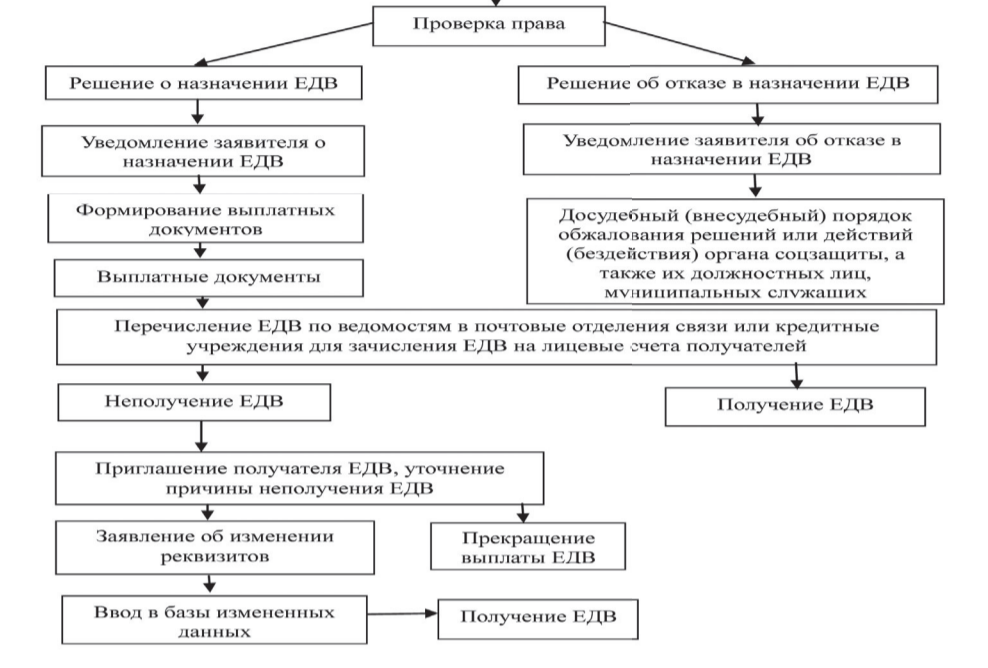 Проверка права
Решение о назначении ЕДВ
Решение об отказе в назначении ЕДВ
Уведомление заявителя о
назначении ЕДВ
Уведомление заявителя об отказе в
назначении ЕДВ
Формирование выплатных
документов
Досудебный (внесудебный) порядок
обжалования решений или действий
(бездействия) органа соцзащиты, а
также их должностных лиц,
муниципальных служащих
Выплатные документы
Перечисление ЕДВ по ведомостям в почтовые отделения связи или кредитные
учреждения для зачисления ЕДВ на лицевые счета получателей
Неполучение ЕДВ
Получение ЕДВ
Приглашение получателя ЕДВ, уточнение
причины неполучения ЕДВ
Заявление об изменении
реквизитов
Прекращение
выплаты ЕДВ
Ввод в базы измененных
данных
Получение ЕДВ